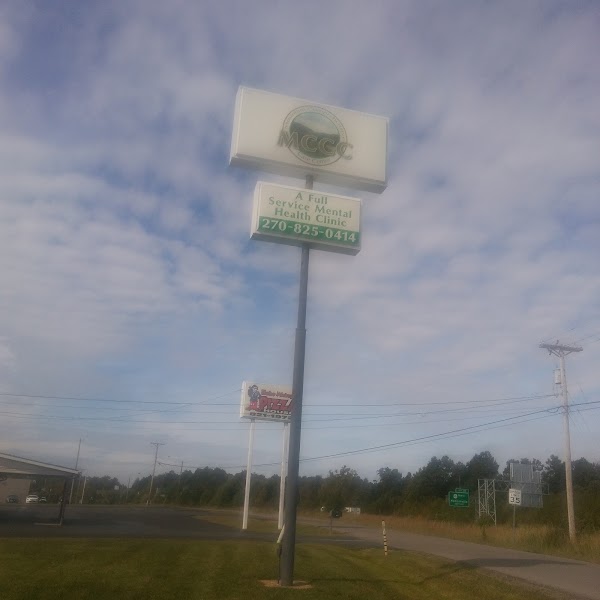 MCCC
A Full
Service Mental
Health Clinic
270-825-0414